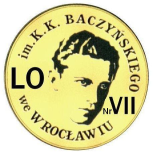 im. K.K. BACZYŃSKIEGO
LO
Nr VII
we WROCŁAWIU